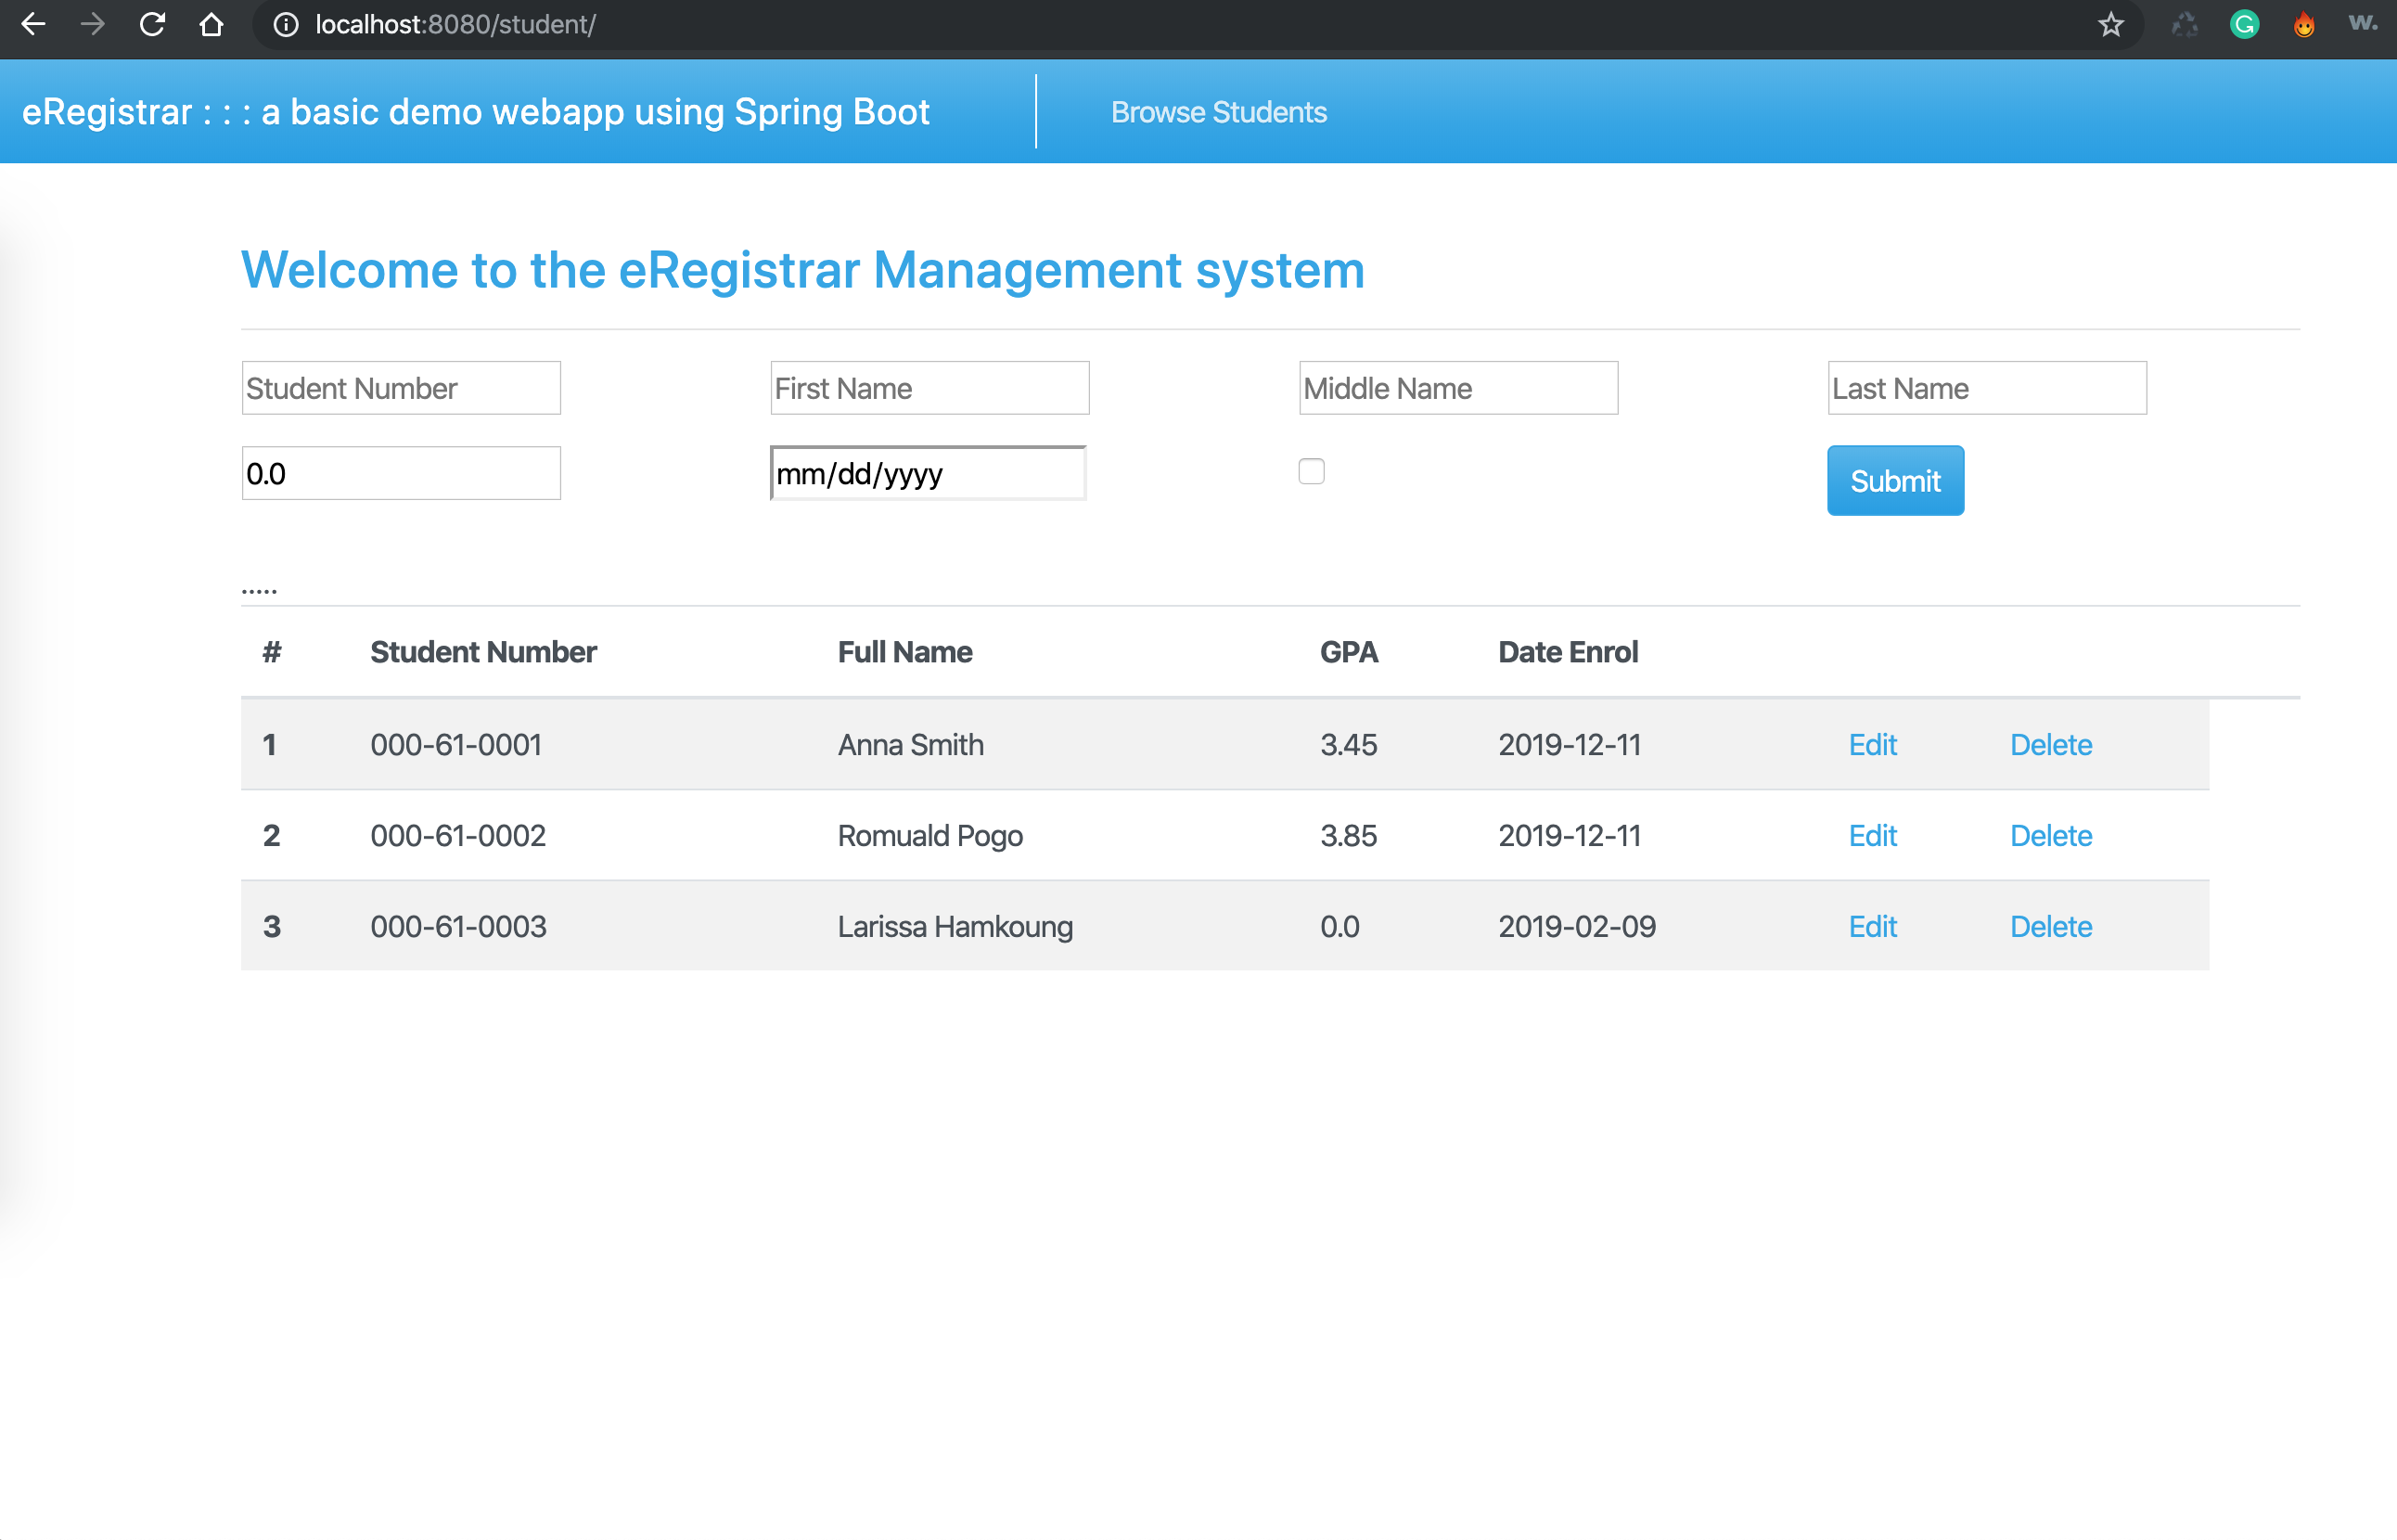 localhost:8080/student/
w.
eRegistrar : : : a basic demo webapp using Spring Boot
Browse Students
Welcome to the eRegistrar Management system
Student Number First Name Middle Name Last Name
0.0 mm/dd/yyyy Submit
.....
# Student Number Full Name GPA Date Enrol
1 000-61-0001 Anna Smith 3.45 2019-12-11 Edit Delete
2 000-61-0002 Romuald Pogo 3.85 2019-12-11 Edit Delete
3 000-61-0003 Larissa Hamkoung 0.0 2019-02-09 Edit Delete